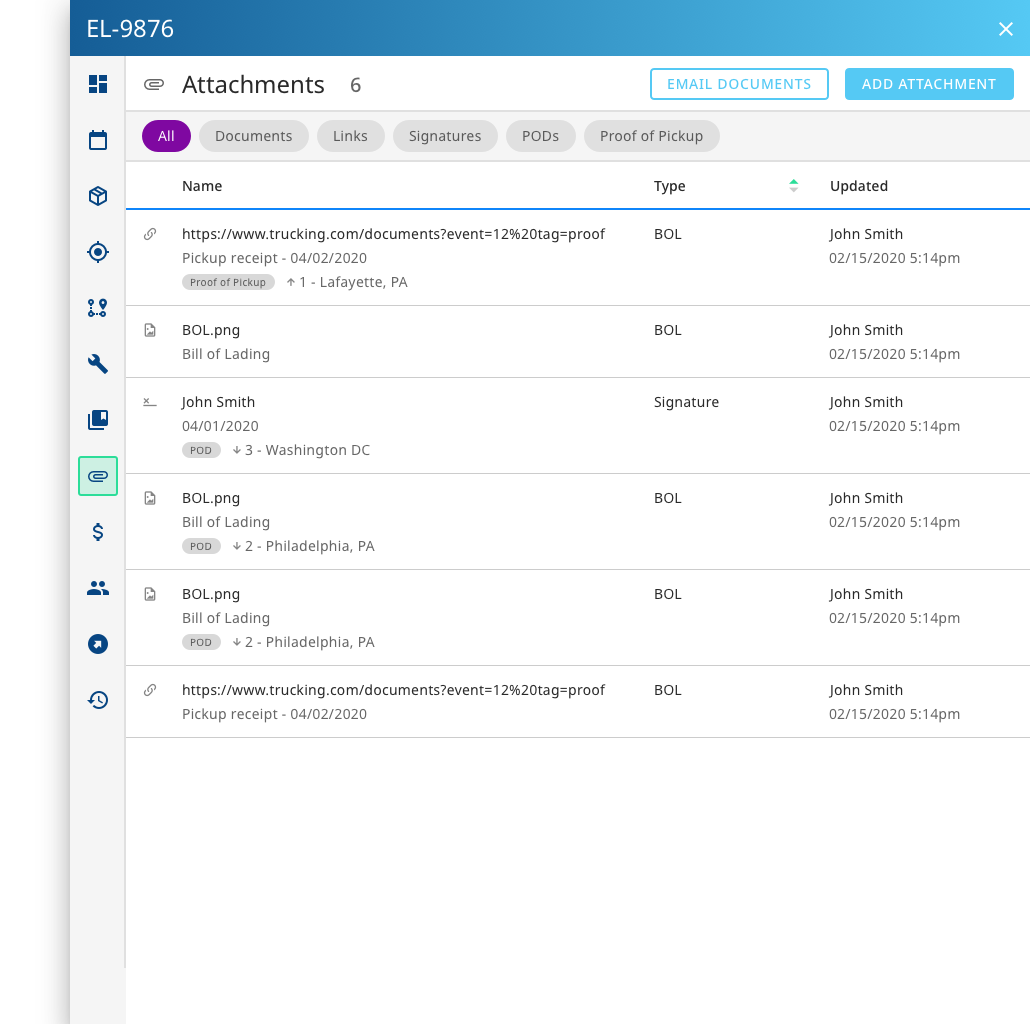 EL-9876
Attachments 6 EMAIL DOCUMENTS ADD ATTACHMENT
All Documents Links Signatures PODs Proof of Pickup
Name Type Updated
https://www.trucking.com/documents?event=12%20tag=proof BOL John Smith
Pickup receipt - 04/02/2020 02/15/2020 5:14pm
Proof of Pickup ↑ 1 - Lafayette, PA
BOL.png BOL John Smith
Bill of Lading 02/15/2020 5:14pm
John Smith Signature John Smith
04/01/2020 02/15/2020 5:14pm
POD ↓ 3 - Washington DC
BOL.png BOL John Smith
Bill of Lading 02/15/2020 5:14pm
POD ↓ 2 - Philadelphia, PA
BOL.png BOL John Smith
Bill of Lading 02/15/2020 5:14pm
POD ↓ 2 - Philadelphia, PA
https://www.trucking.com/documents?event=12%20tag=proof BOL John Smith
Pickup receipt - 04/02/2020 02/15/2020 5:14pm